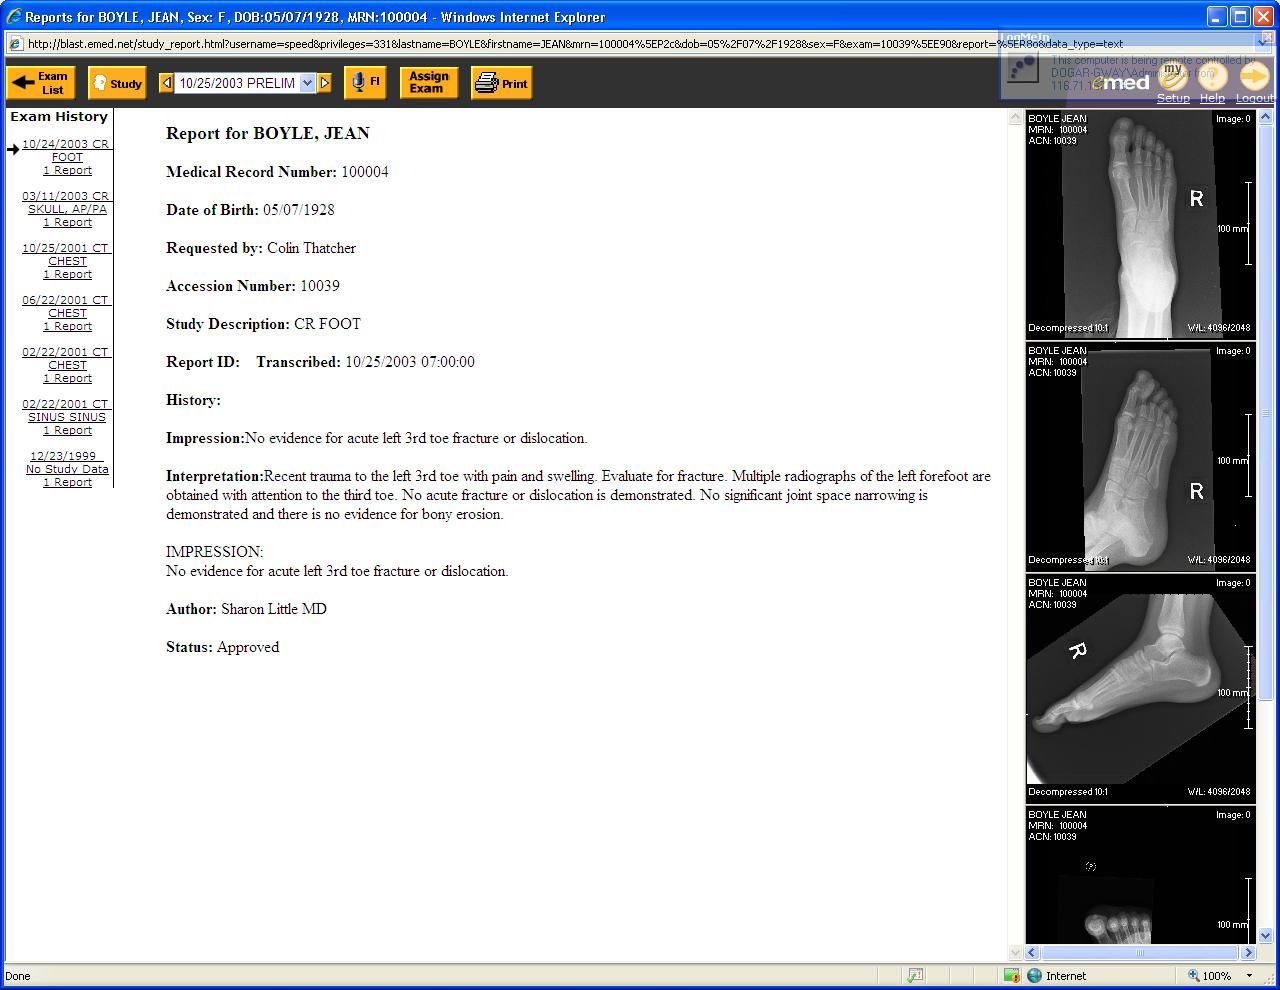 Reports for BOYLE, JEAN, Sex: F, DOB:05/07/1928, MRN:100004 - Windows Internet Explorer
http://blast.emed.net/study_report.html?username=speed&privileges=331&lastname=BOYLE&firstname=JEAN&mrn=100004%5EP2c&dob=05%2F07%2F1928&sex=F&exam=10039%5EE90&report=%5ER8o&data_type=text
LogMeIn
This computer is being remote controlled by
DOGAR-GWAY\Administrator from
Exam List
Study
10/25/2003 PRELIM
FI
Assign Exam
Print
emed
my
Setup
Help
Logout
Exam History
10/24/2003 CR
FOOT
1 Report
03/11/2003 CR
SKULL, AP/PA
1 Report
10/25/2001 CT
CHEST
1 Report
06/22/2001 CT
CHEST
1 Report
02/22/2001 CT
CHEST
1 Report
02/22/2001 CT
SINUS SINUS
1 Report
12/23/1999
No Study Data
1 Report
Report for BOYLE, JEAN
Medical Record Number: 100004
Date of Birth: 05/07/1928
Requested by: Colin Thatcher
Accession Number: 10039
Study Description: CR FOOT
Report ID: Transcribed: 10/25/2003 07:00:00
History:
Impression:No evidence for acute left 3rd toe fracture or dislocation.
Interpretation:Recent trauma to the left 3rd toe with pain and swelling. Evaluate for fracture. Multiple radiographs of the left forefoot are
obtained with attention to the third toe. No acute fracture or dislocation is demonstrated. No significant joint space narrowing is
demonstrated and there is no evidence for bony erosion.
IMPRESSION:
No evidence for acute left 3rd toe fracture or dislocation.
Author: Sharon Little MD
Status: Approved
BOYLE JEAN Image: 0
MRN: 100004
ACN: 10039
R
100 mm
Decompressed 10:1 W/L: 4096/2048
BOYLE JEAN Image: 0
MRN: 100004
ACN: 10039
100 mm
R
Decompressed 10:1 W/L: 4096/2048
BOYLE JEAN Image: 0
MRN: 100004
ACN: 10039
R
100 mm
Decompressed 10:1 W/L: 4096/2048
BOYLE JEAN Image: 0
MRN: 100004
ACN: 10039
100 mm
Done
Internet
100%